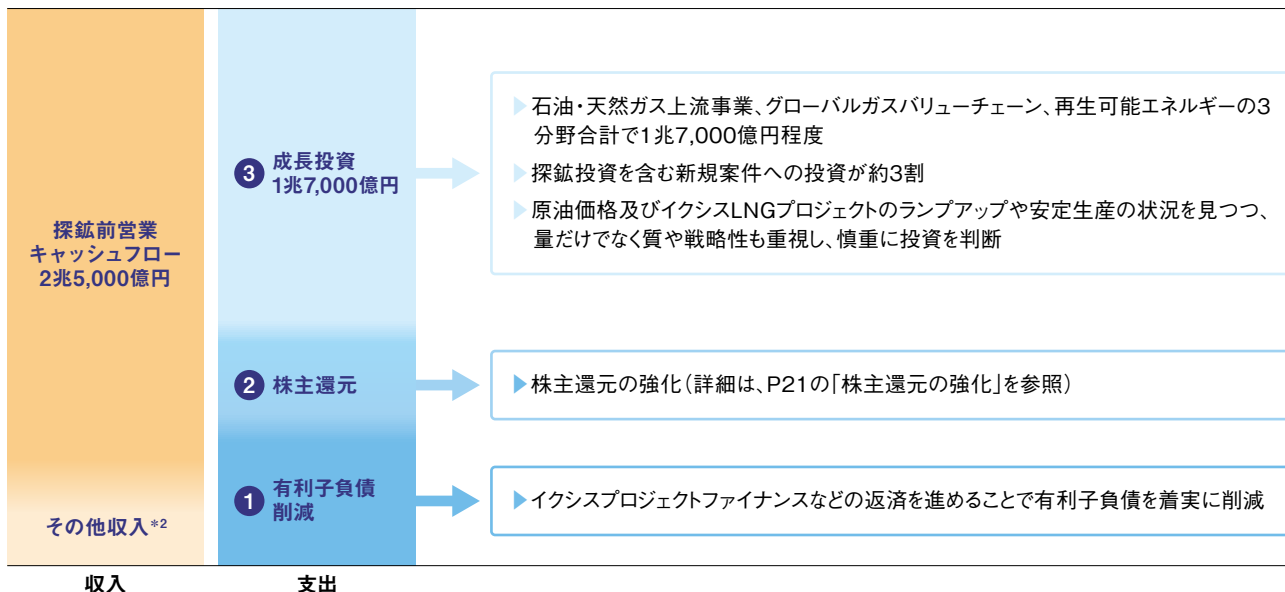 探鉱前営業
キャッシュフロー
2兆5,000億円
その他収入*2
収入
❸ 成長投資
1兆7,000億円
▶石油・天然ガス上流事業、グローバルガスバリューチェーン、再生可能エネルギーの3
分野合計で1兆7,000億円程度
▶探鉱投資を含む新規案件への投資が約3割
▶原油価格及びイクシスLNGプロジェクトのランプアップや安定生産の状況を見つつ、
量だけでなく質や戦略性も重視し、慎重に投資を判断
❷ 株主還元
▶株主還元の強化(詳細は、P21の「株主還元の強化」を参照)
❶ 有利子負債
削減
▶イクシスプロジェクトファイナンスなどの返済を進めることで有利子負債を着実に削減
支出